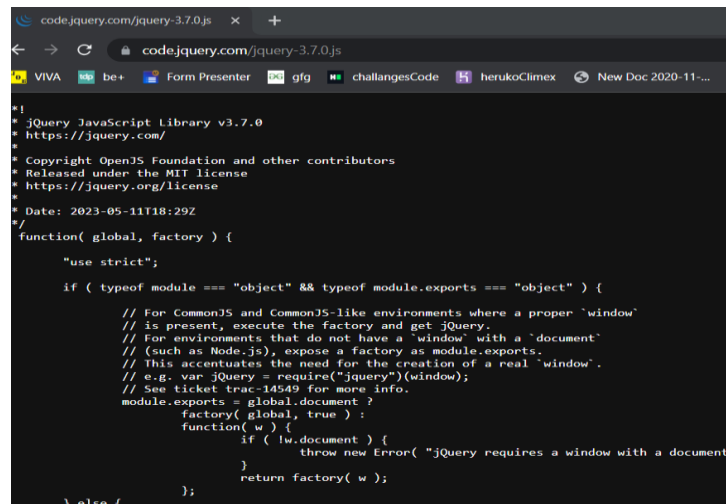 code.jquery.com/jquery-3.7.0.js × +
code.jquery.com/jquery-3.7.0.js
VIVA tdp be+ Form Presenter gfg challangesCode herukoClimex New Doc 2020-11-...
*!
* jQuery JavaScript Library v3.7.0
* https://jquery.com/
*
* Copyright OpenJS Foundation and other contributors
* Released under the MIT license
* https://jquery.org/license
*
* Date: 2023-05-11T18:29Z
*/
function( global, factory ) {
"use strict";
if ( typeof module === "object" && typeof module.exports === "object" ) {
// For CommonJS and CommonJS-like environments where a proper `window`
// is present, execute the factory and get jQuery.
// For environments that do not have a `window` with a `document`
// (such as Node.js), expose a factory as module.exports.
// This accentuates the need for the creation of a real `window`.
// e.g. var jQuery = require("jquery")(window);
// See ticket trac-14549 for more info.
module.exports = global.document ?
factory( global, true ) :
function( w ) {
if ( !w.document ) {
throw new Error( "jQuery requires a window with a document
}
return factory( w );
};
} else {